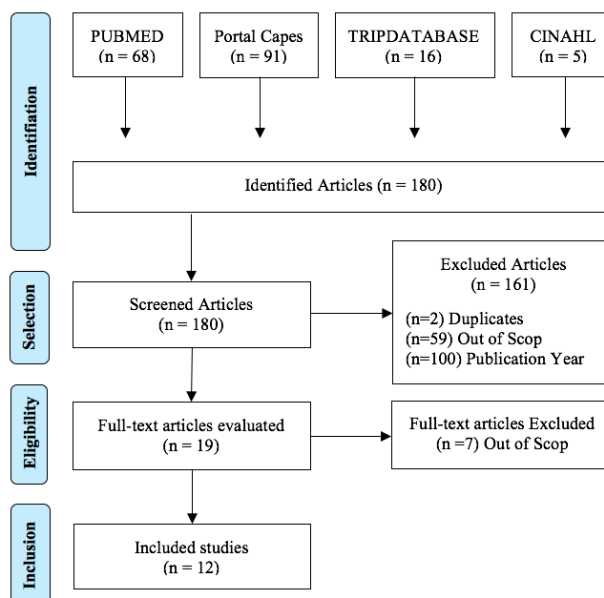 PUBMED
(n = 68)
Portal Capes
(n = 91)
TRIPDATABASE
(n = 16)
CINAHL
(n = 5)
Identifiation
Identified Articles (n = 180)
Selection
Screened Articles
(n = 180)
Excluded Articles
(n = 161)
(n=2) Duplicates
(n=59) Out of Scop
(n=100) Publication Year
Eligibility
Full-text articles evaluated
(n = 19)
Full-text articles Excluded
(n =7) Out of Scop
Inclusion
Included studies
(n = 12)